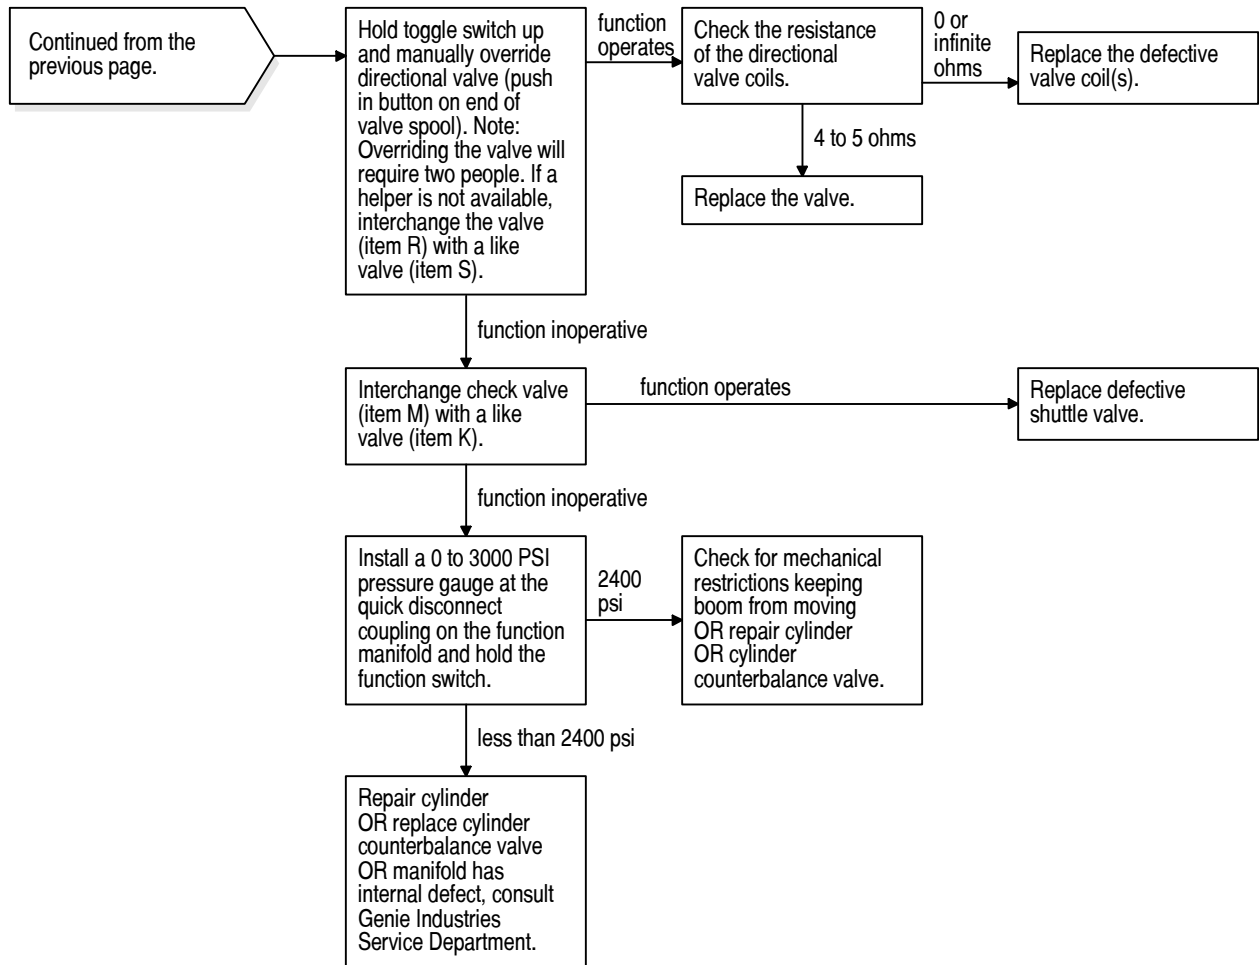 Continued from the
previous page.
Hold toggle switch up
and manually override
directional valve (push
in button on end of
valve spool). Note:
Overriding the valve will
require two people. If a
helper is not available,
interchange the valve
(item R) with a like
valve (item S).
function
operates
Check the resistance
of the directional
valve coils.
0 or
infinite
ohms
Replace the defective
valve coil(s).
4 to 5 ohms
Replace the valve.
function inoperative
Interchange check valve
(item M) with a like
valve (item K).
function operates
Replace defective
shuttle valve.
function inoperative
Install a 0 to 3000 PSI
pressure gauge at the
quick disconnect
coupling on the function
manifold and hold the
function switch.
2400
psi
Check for mechanical
restrictions keeping
boom from moving
OR repair cylinder
OR cylinder
counterbalance valve.
less than 2400 psi
Repair cylinder
OR replace cylinder
counterbalance valve
OR manifold has
internal defect, consult
Genie Industries
Service Department.